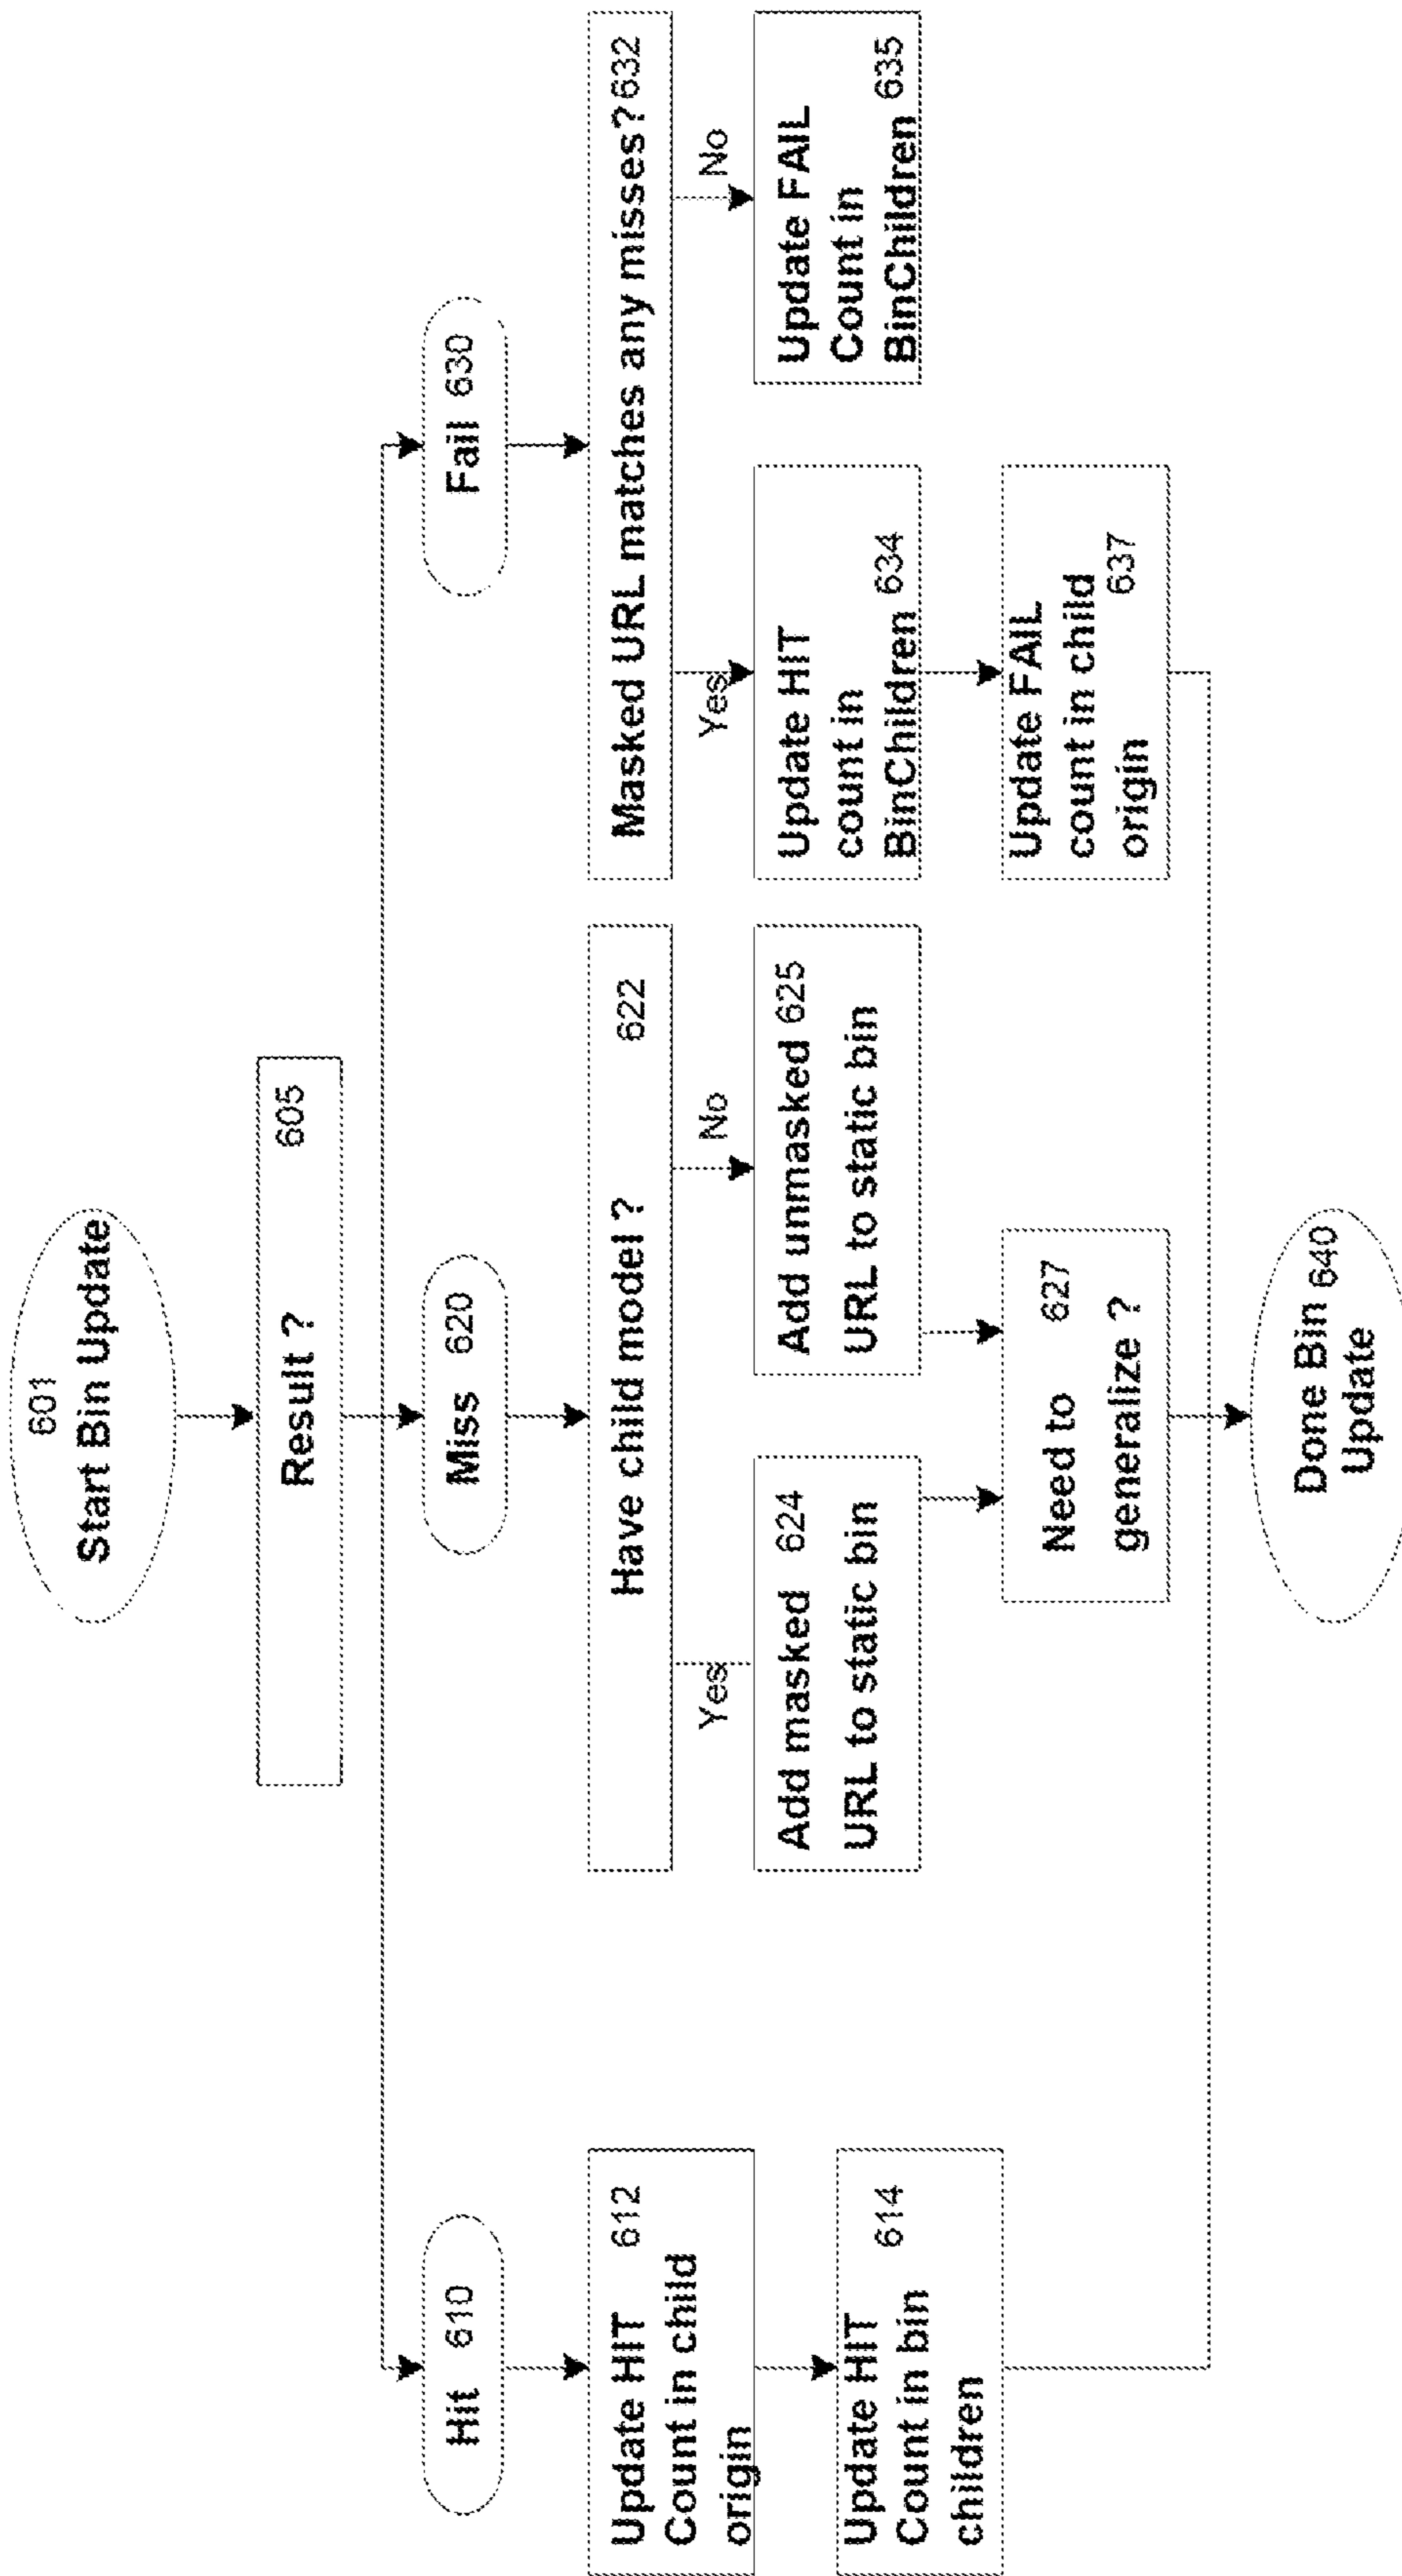 601
Start Bin Update
Result ? 605
Hit 610
Miss 620
Fail 630
Update HIT 612
Count in child
origin
Have child model ? 622
Masked URL matches any misses? 632
Yes
No
Yes
No
Update HIT 614
Count in bin
children
Add masked 624
URL to static bin
Add unmasked 625
URL to static bin
Update HIT
count in
BinChildren 634
Update FAIL
Count in
BinChildren 635
Need to 627
generalize ?
Update FAIL
count in child
origin 637
Done Bin 640
Update